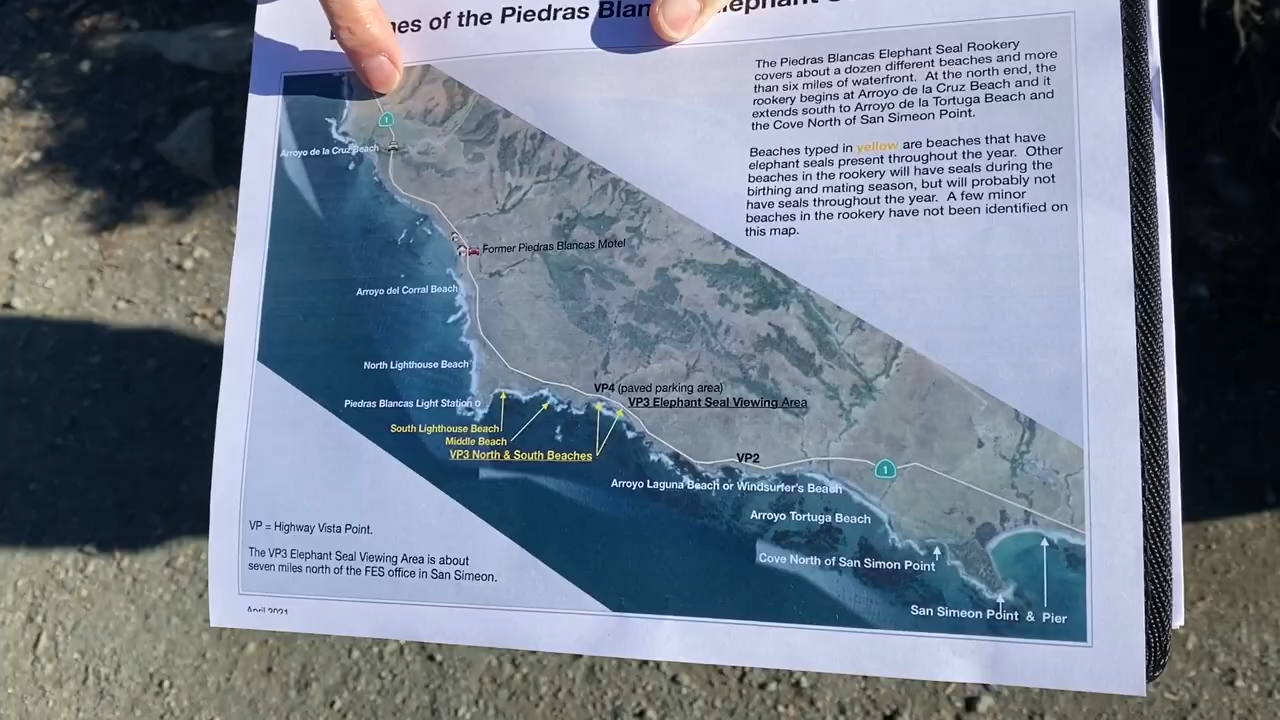 of the Piedras
The Piedras Blancas Elephant Seal Rookery
covers about a dozen different beaches and more
than six miles of waterfront. At the north end, the
rookery begins at Arroyo de la Cruz Beach and it
extends south to Arroyo de la Tortuga Beach and
the Cove North of San Simeon Point.
Beaches typed in yellow are beaches that have
elephant seals present throughout the year. Other
beaches in the rookery will have seals during the
birthing and mating season, but will probably not
have seals throughout the year. A few minor
beaches in the rookery have not been identified on
this map.
1
Arroyo de la Cruz Beach
Former Piedras Blancas Motel
Arroyo del Corral Beach
North Lighthouse Beach
VP4 (paved parking area)
Piedras Blancas Light Station
VP3 Elephant Seal Viewing Area
South Lighthouse Beach
Middle Beach
VP3 North & South Beaches
VP2
1
Arroyo Laguna Beach or Windsurfer's Beach
Arroyo Tortuga Beach
Cove North of San Simon Point
San Simeon Point & Pier
VP = Highway Vista Point.
The VP3 Elephant Seal Viewing Area is about
seven miles north of the FES office in San Simeon.
April 2021